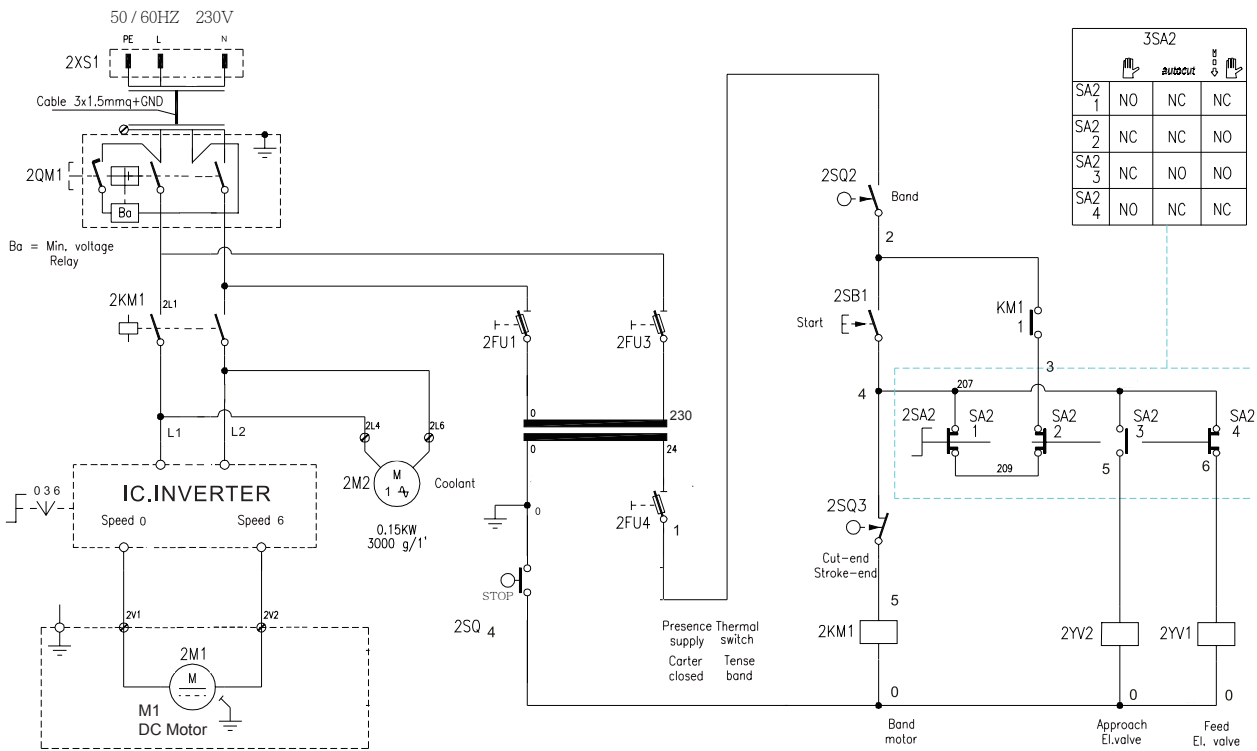 50 / 60HZ 230V
PE L N
2XS1
Cable 3x1.5mmq+GND
2QM1
Ba
Ba = Min. voltage
Relay
2KM1
2L1
2FU1
2FU3
0
230
0
24
L1
L2
2L4
2L6
2M2
M
1
Coolant
0.15KW
3000 g/1'
0 3 6
IC.INVERTER
Speed 0
Speed 6
0
2FU4
1
STOP
2SQ 4
2V1
2V2
2M1
M
M1
DC Motor
Presence Thermal
supply switch
Carter Tense
closed band
2SQ2
Band
2
2SB1
Start
KM1
1
3
4
207
2SA2
SA2
1
SA2
2
SA2
3
SA2
4
209
5
6
2SQ3
Cut-end
Stroke-end
5
2KM1
2YV2
2YV1
0
0
0
Band
motor
Approach
El.valve
Feed
El. valve
3SA2
autocut
MDO
SA2 1 NO NC NC
SA2 2 NC NC NO
SA2 3 NC NO NO
SA2 4 NO NC NC